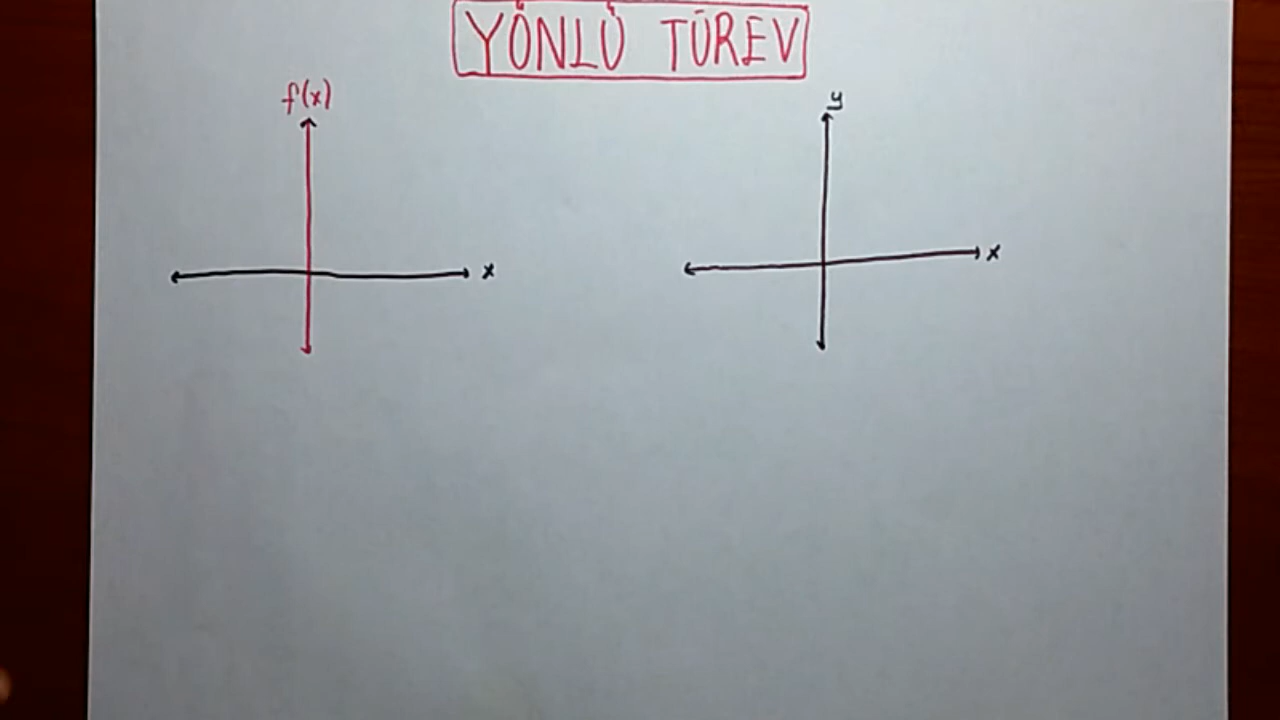 YÖNLÜ TÜREV
f(x)
y
x
x